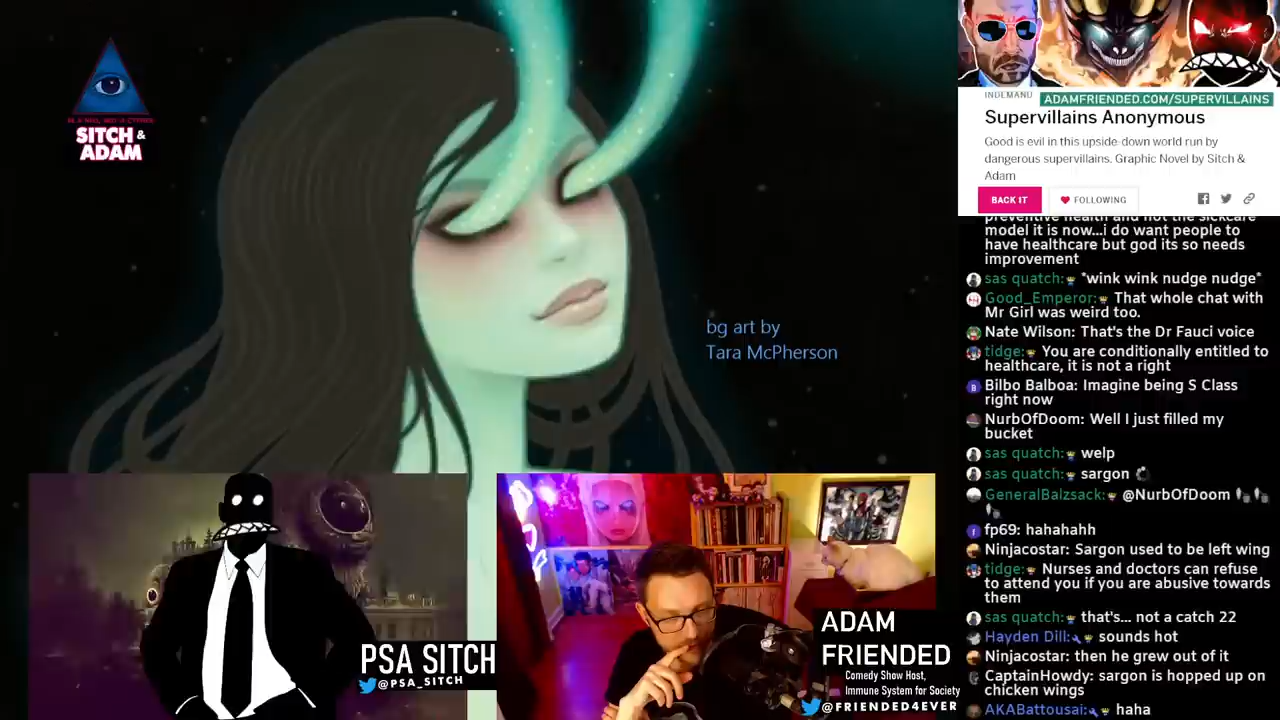 SITCH &
ADAM
bg art by
Tara McPherson
PSA SITCH
@PSA_SITCH
ADAM
FRIENDED
Comedy Show Host,
Immune System for Society
@FRIENDED4EVER
INDEMAND
ADAMFRIENDED.COM/SUPERVILLAINS
Supervillains Anonymous
Good is evil in this upside-down world run by
dangerous supervillains. Graphic Novel by Sitch &
Adam
BACK IT
FOLLOWING
preventive health and not the sickcare
model it is now...i do want people to
have healthcare but god its so needs
improvement
sas quatch: *wink wink nudge nudge*
Good_Emperor: That whole chat with
Mr Girl was weird too.
Nate Wilson: That's the Dr Fauci voice
tidge: You are conditionally entitled to
healthcare, it is not a right
Bilbo Balboa: Imagine being S Class
right now
NurbOfDoom: Well I just filled my
bucket
sas quatch: welp
sas quatch: sargon
GeneralBalzsack: @NurbOfDoom
fp69: hahahahh
Ninjacostar: Sargon used to be left wing
tidge: Nurses and doctors can refuse
to attend you if you are abusive towards
them
sas quatch: that's... not a catch 22
Hayden Dill: sounds hot
Ninjacostar: then he grew out of it
CaptainHowdy: sargon is hopped up on
chicken wings
AKABattousai: haha